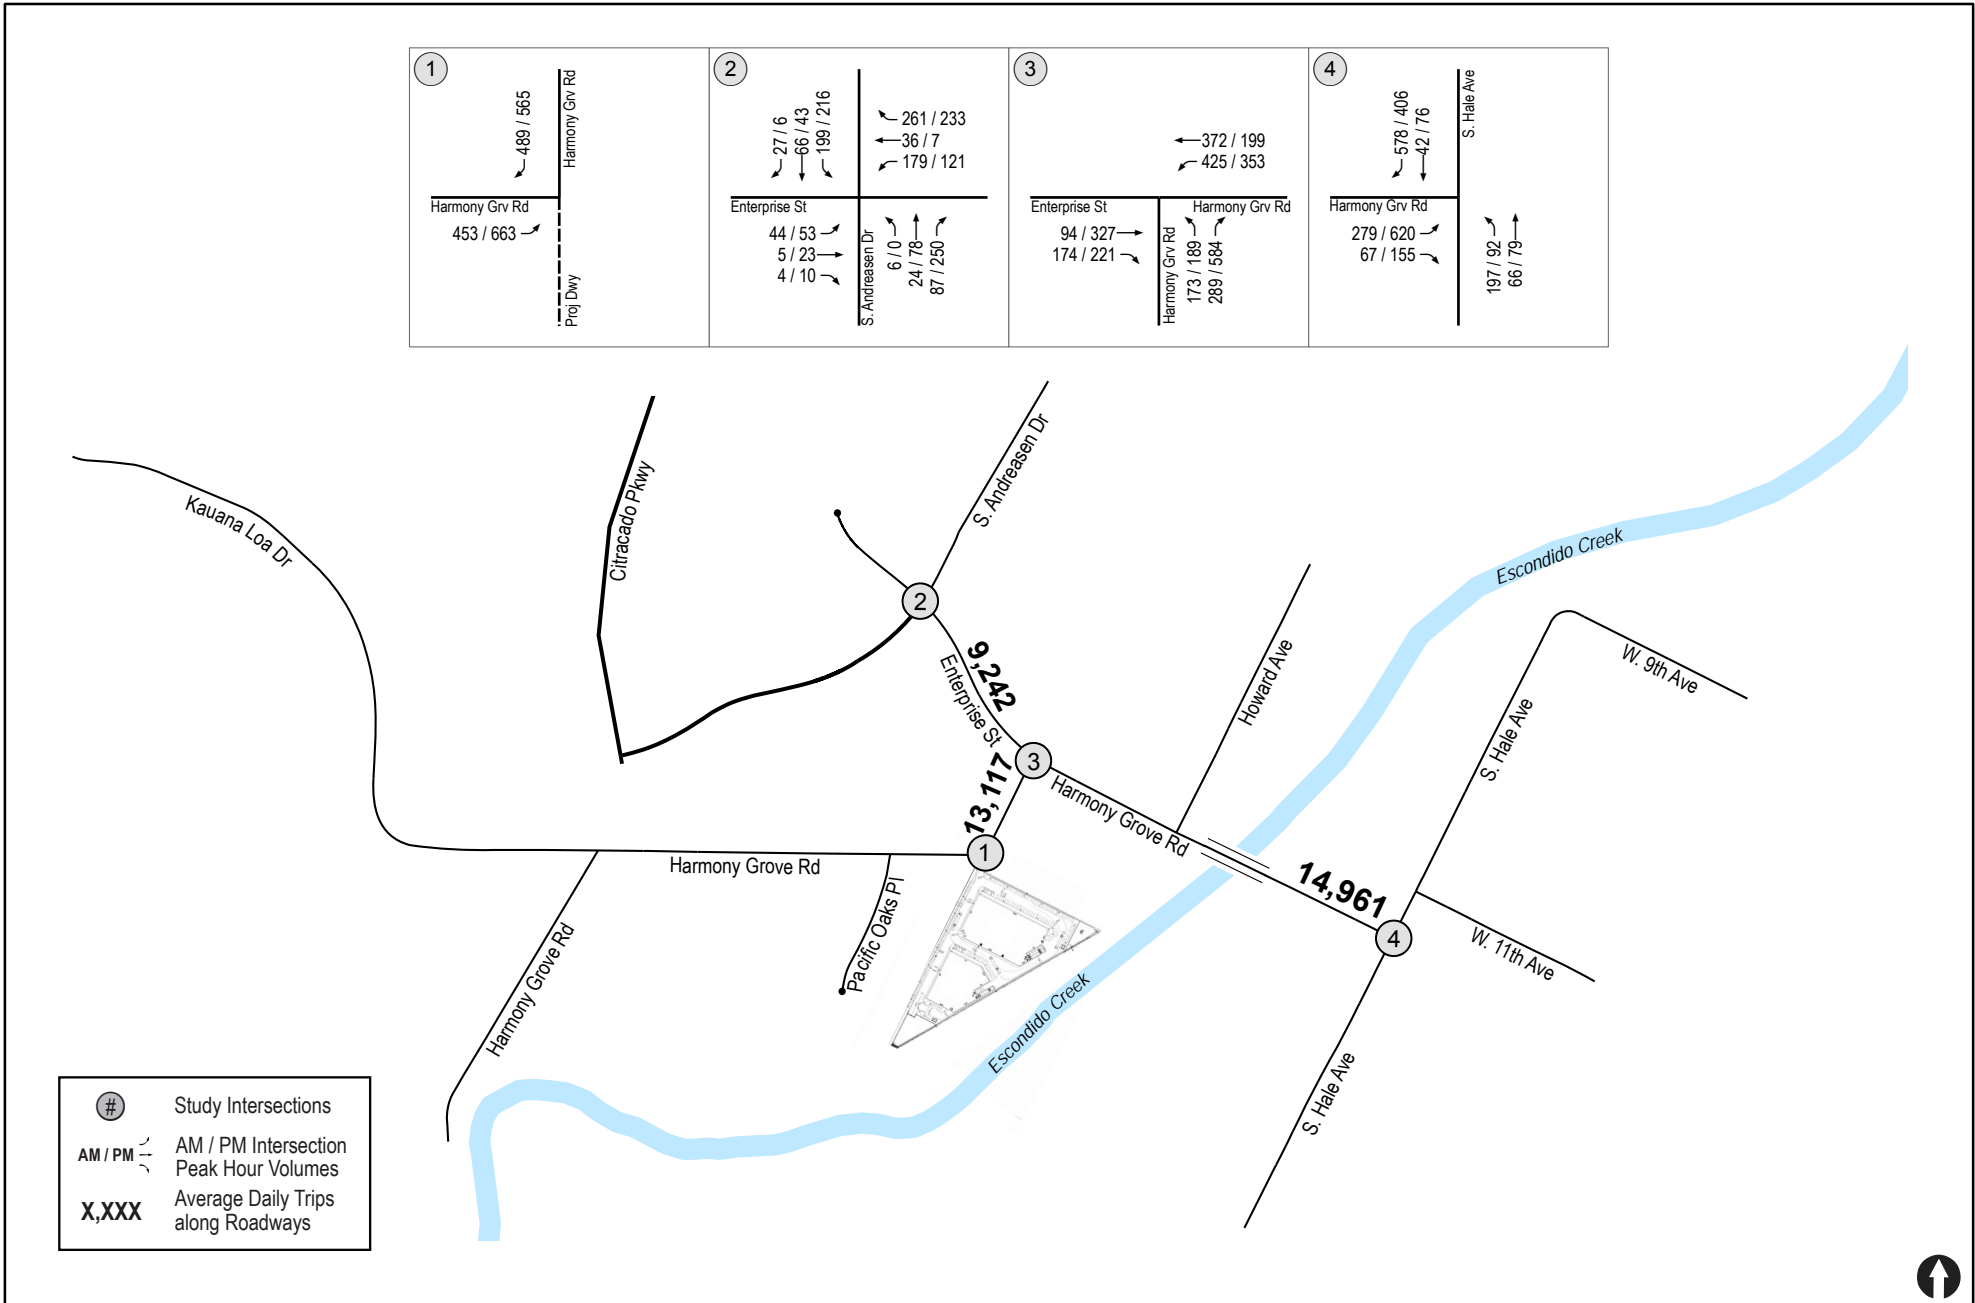 1
489 / 565
Harmony Grv Rd
Harmony Grv Rd
453 / 663
Proj Dwy
2
27 / 6
66 / 43
199 / 216
261 / 233
36 / 7
179 / 121
Enterprise St
44 / 53
5 / 23
4 / 10
S. Andreasen Dr
6 / 0
24 / 78
87 / 250
3
372 / 199
425 / 353
Enterprise St
Harmony Grv Rd
94 / 327
174 / 221
Harmony Grv Rd
173 / 189
289 / 584
4
578 / 406
42 / 76
S. Hale Ave
Harmony Grv Rd
279 / 620
67 / 155
197 / 92
66 / 79
Kauana Loa Dr
Citracado Pkwy
S. Andreasen Dr
Escondido Creek
2
9,242
Enterprise St
Howard Ave
W. 9th Ave
S. Hale Ave
3
13,117
Harmony Grove Rd
1
Harmony Grove Rd
14,961
Pacific Oaks Pl
4
W. 11th Ave
Harmony Grove Rd
Escondido Creek
S. Hale Ave
#
Study Intersections
AM / PM
AM / PM Intersection
Peak Hour Volumes
X,XXX
Average Daily Trips
along Roadways